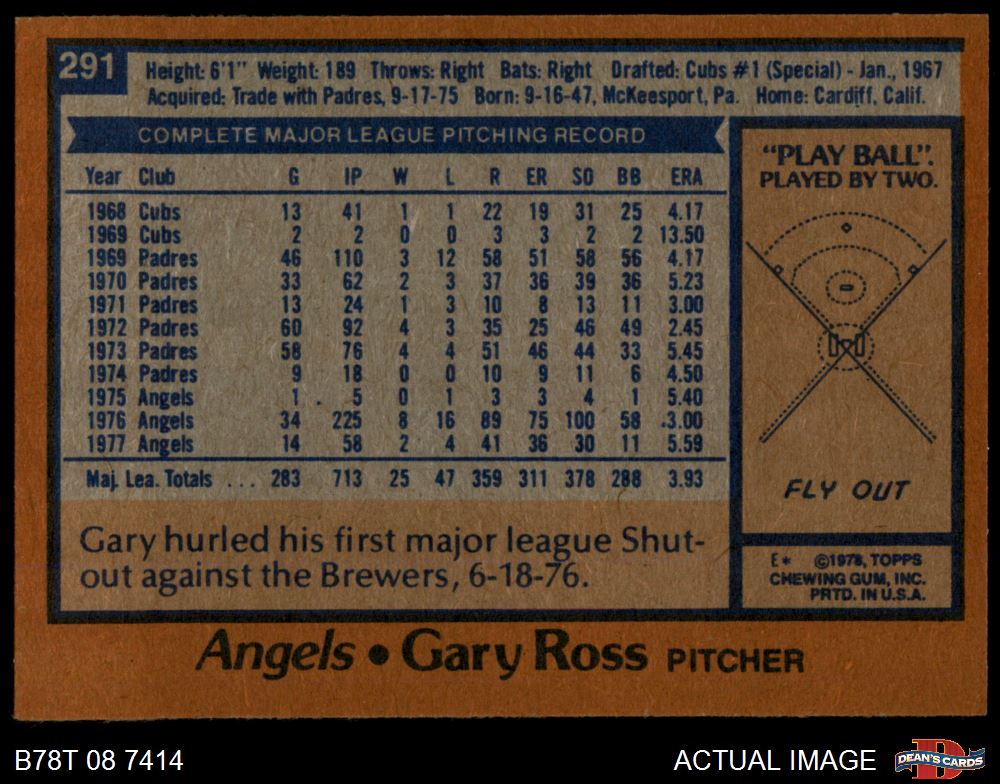 291
Height: 6'1" Weight: 189 Throws: Right Bats: Right Drafted: Cubs #1 (Special) - Jan., 1967
Acquired: Trade with Padres, 9-17-75 Born: 9-16-47, McKeesport, Pa. Home: Cardiff, Calif.
COMPLETE MAJOR LEAGUE PITCHING RECORD
Year Club G IP W L R ER SO BB ERA
1968 Cubs 13 41 1 1 22 19 31 25 4.17
1969 Cubs 2 2 0 0 3 3 2 2 13.50
1969 Padres 46 110 3 12 58 51 58 56 4.17
1970 Padres 33 62 2 3 37 36 39 36 5.23
1971 Padres 13 24 1 3 10 8 13 11 3.00
1972 Padres 60 92 4 3 35 25 46 49 2.45
1973 Padres 58 76 4 4 51 46 44 33 5.45
1974 Padres 9 18 0 0 10 9 11 6 4.50
1975 Angels 1 5 0 1 3 3 4 1 5.40
1976 Angels 34 225 8 16 89 75 100 58 3.00
1977 Angels 14 58 2 4 41 36 30 11 5.59
Maj. Lea. Totals ... 283 713 25 47 359 311 378 288 3.93
Gary hurled his first major league Shut-
out against the Brewers, 6-18-76.
"PLAY BALL".
PLAYED BY TWO.
FLY OUT
E* ©1978, TOPPS
CHEWING GUM, INC.
PRTD. IN U.S.A.
Angels • Gary Ross PITCHER
B78T 08 7414 ACTUAL IMAGE
D
DEAN'S CARDS